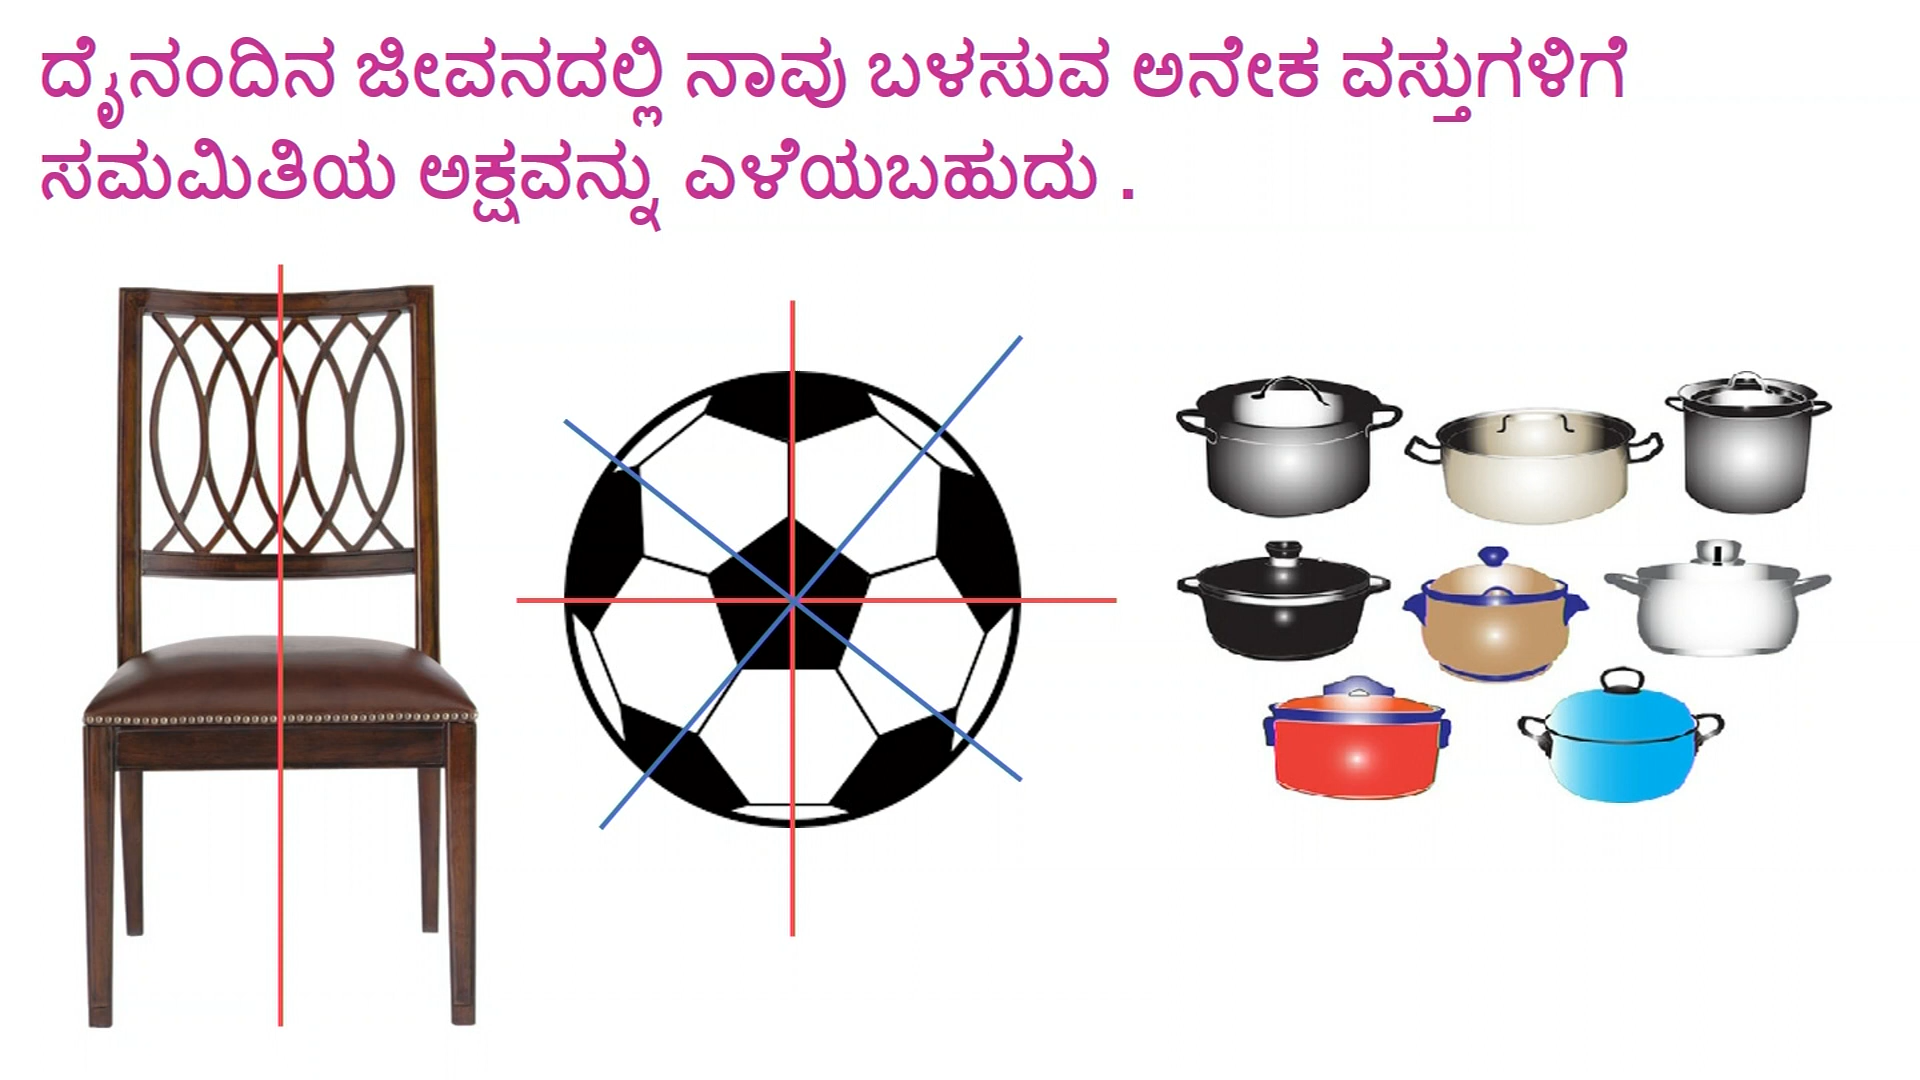 ದೈನಂದಿನ ಜೀವನದಲ್ಲಿ ನಾವು ಬಳಸುವ ಅನೇಕ ವಸ್ತುಗಳಿಗೆ
ಸಮಮಿತಿಯ ಅಕ್ಷವನ್ನು ಎಳೆಯಬಹುದು .